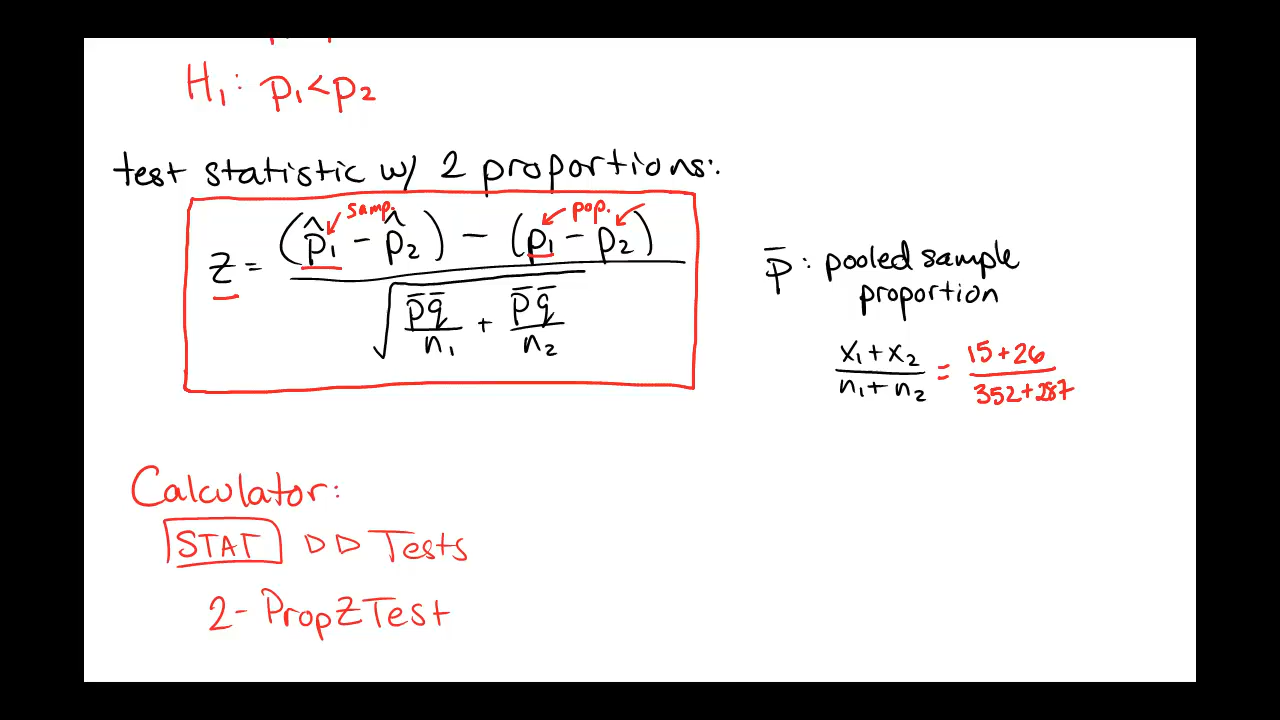 H₁: p₁<p₂
test statistic w/ 2 proportions:
samp. pop.
z = (p̂₁ - p̂₂) - (p₁ - p₂)
√ p̄q̄/n₁ + p̄q̄/n₂
p̄: pooled sample
proportion
x₁+x₂/n₁+n₂ = 15+26/352+287
Calculator:
STAT ▷▷ Tests
2-PropZTest